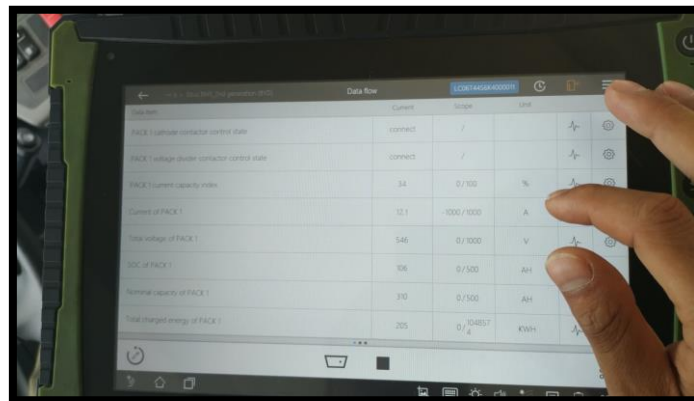 Data flow
Data item Current Scope Unit
PACK 1 cathode contactor control state connect /
PACK 1 voltage divider contactor control state connect /
PACK 1 current capacity index 34 0 / 100 %
Current of PACK 1 12.1 -1000 / 1000 A
Total voltage of PACK 1 546 0 / 1000 V
SOC of PACK 1 106 0 / 500 AH
Nominal capacity of PACK 1 310 0 / 500 AH
Total charged energy of PACK 1 205 0 / 104857 KWH